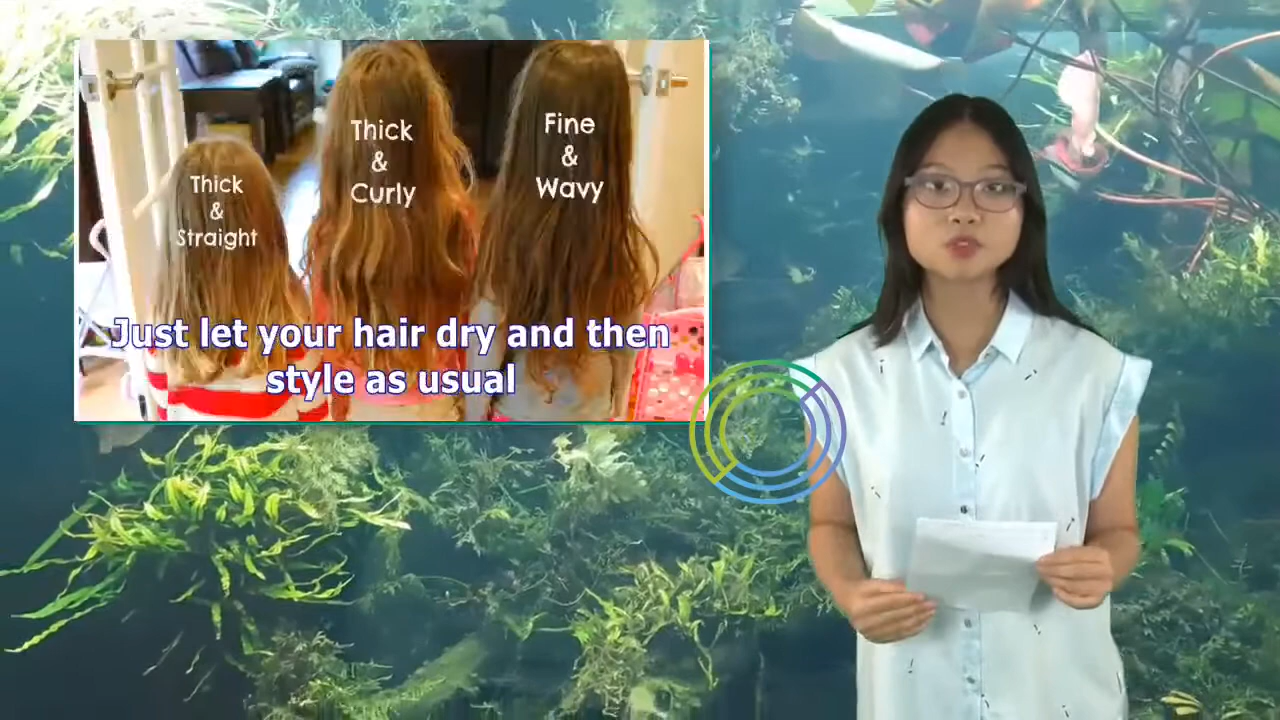 Thick
&
Straight
Thick
&
Curly
Fine
&
Wavy
Just let your hair dry and then
style as usual